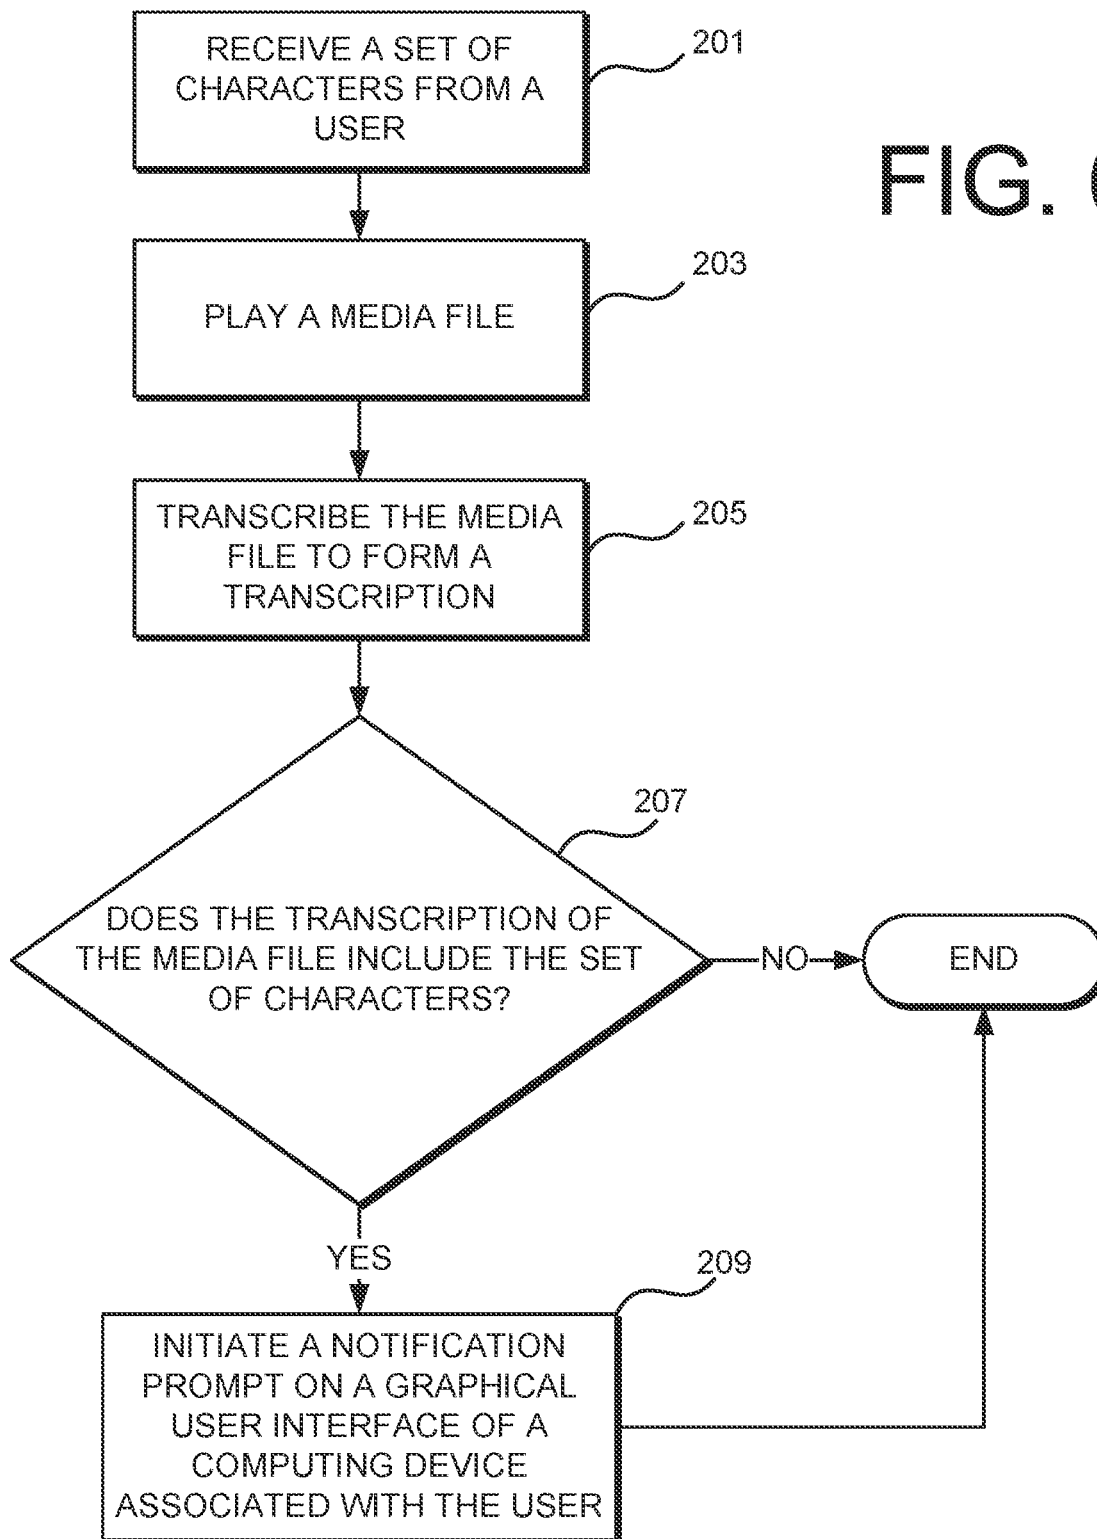 RECEIVE A SET OF
CHARACTERS FROM A
USER
201
FIG.
PLAY A MEDIA FILE
203
TRANSCRIBE THE MEDIA
FILE TO FORM A
TRANSCRIPTION
205
207
DOES THE TRANSCRIPTION OF
THE MEDIA FILE INCLUDE THE SET
OF CHARACTERS?
NO
END
YES
209
INITIATE A NOTIFICATION
PROMPT ON A GRAPHICAL
USER INTERFACE OF A
COMPUTING DEVICE
ASSOCIATED WITH THE USER